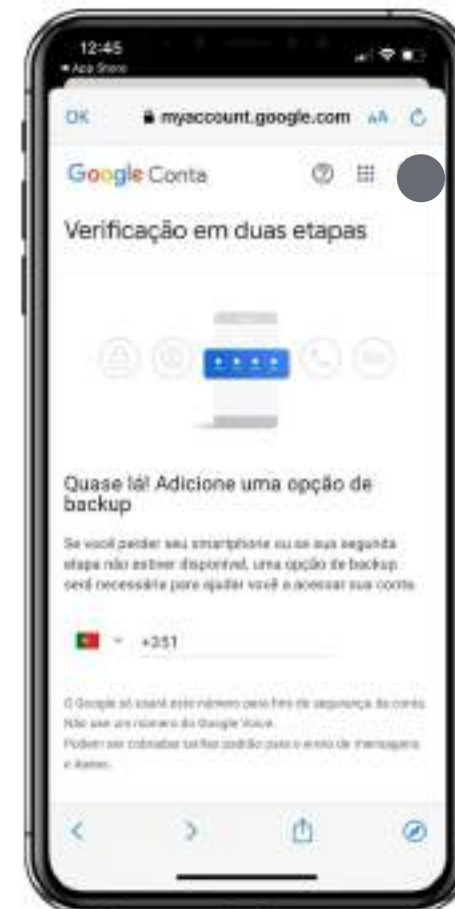 12:45
App Store
OK myaccount.google.com AA
Google Conta
Verificação em duas etapas
Quase lá! Adicione uma opção de
backup
Se você perder seu smartphone ou se sua segunda
etapa não estiver disponível, uma opção de backup
será necessária para ajudar você a acessar sua conta.
+351
O Google só usará este número para fins de segurança da conta.
Não use um número do Google Voice.
Podem ser cobradas tarifas padrão para o envio de mensagens
e dados.